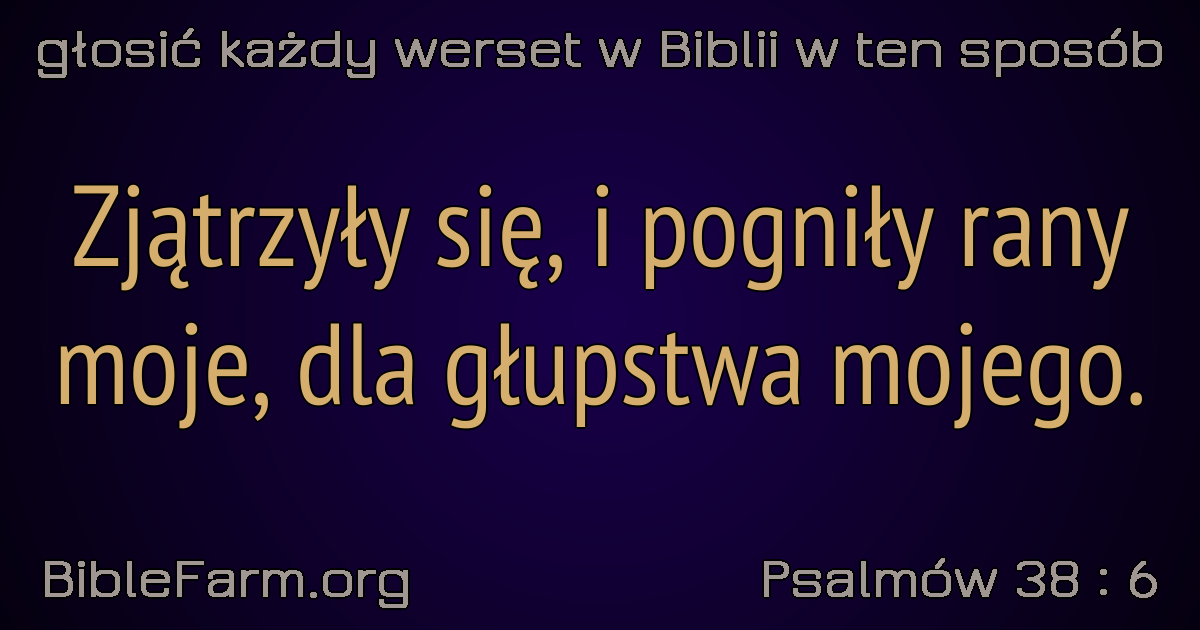 głosić każdy werset w Biblii w ten sposób
Zjątrzyły się, i pogniły rany
moje, dla głupstwa mojego.
BibleFarm.org
Psalmów 38 : 6